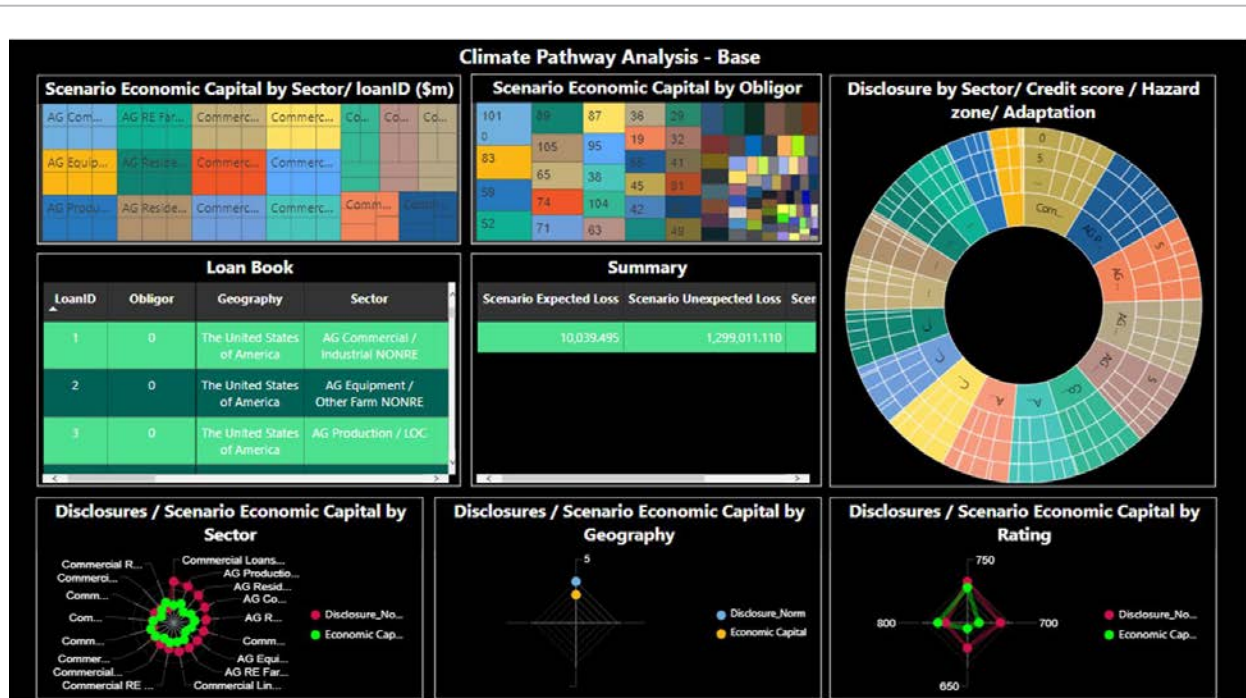 Climate Pathway Analysis - Base
Scenario Economic Capital by Sector/ loanID ($m)
AG Com... AG RE Far... Commerc... Commerc... Co... Co... Co...
AG Equip... AG Reside... Commerc... Commerc...
AG Produ... AG Reside... Commerc... Commerc... Comm...
Scenario Economic Capital by Obligor
101 89 87 36 29
0 19 32
83 105 95 41
65 38 45 91
59 74 104 42
52 71 63 49
Disclosure by Sector/ Credit score / Hazard
zone/ Adaptation
0
5
...
Com...
AG P...
S
AG
...
AG
...
S
AG
...
Co...
A...
A...
C...
C...
C...
Loan Book
LoanID Obligor Geography Sector
1 0 The United States of America AG Commercial / Industrial NONRE
2 0 The United States of America AG Equipment / Other Farm NONRE
3 0 The United States of America AG Production / LOC
Summary
Scenario Expected Loss Scenario Unexpected Loss Scer
10,039.495 1,299,011.110
Disclosures / Scenario Economic Capital by
Sector
Commercial R... Commercial Loans...
Commerci... AG Productio...
Comm... AG Resid...
AG Co...
Com... AG R...
Comm... Comm...
Commer... AG Equi...
Commercial... AG RE Far...
Commercial RE ... Commercial Lin...
Disclosure_No...
Economic Cap...
Disclosures / Scenario Economic Capital by
Geography
5
Disclosure_Norm
Economic Capital
Disclosures / Scenario Economic Capital by
Rating
750
800 700
650
Disclosure_No...
Economic Cap...